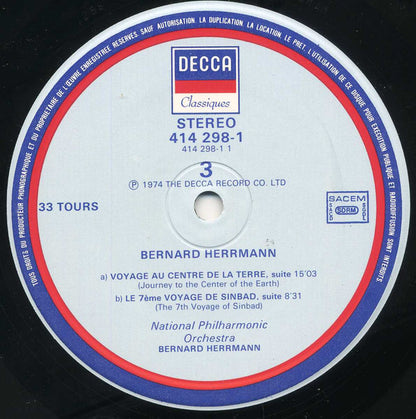 TOUS DROITS DU PRODUCTEUR PHONOGRAPHIQUE ET DU PROPRIETAIRE DE L'ŒUVRE ENREGISTREE RESERVES. SAUF AUTORISATION, LA DUPLICATION, LA LOCATION, LE PRET, L'UTILISATION DE CE DISQUE POUR EXECUTION PUBLIQUE ET RADIODIFFUSION SONT INTERDITS
DECCA
Classiques
STEREO
414 298-1
414 298-1 1
3
Ⓟ 1974 THE DECCA RECORD CO. LTD
33 TOURS
SACEM
SACD
SDRM
SGDL
BERNARD HERRMANN
a) VOYAGE AU CENTRE DE LA TERRE, suite 15'03
(Journey to the Center of the Earth)
b) LE 7ème VOYAGE DE SINBAD, suite 8'31
(The 7th Voyage of Sinbad)
National Philharmonic
Orchestra
BERNARD HERRMANN